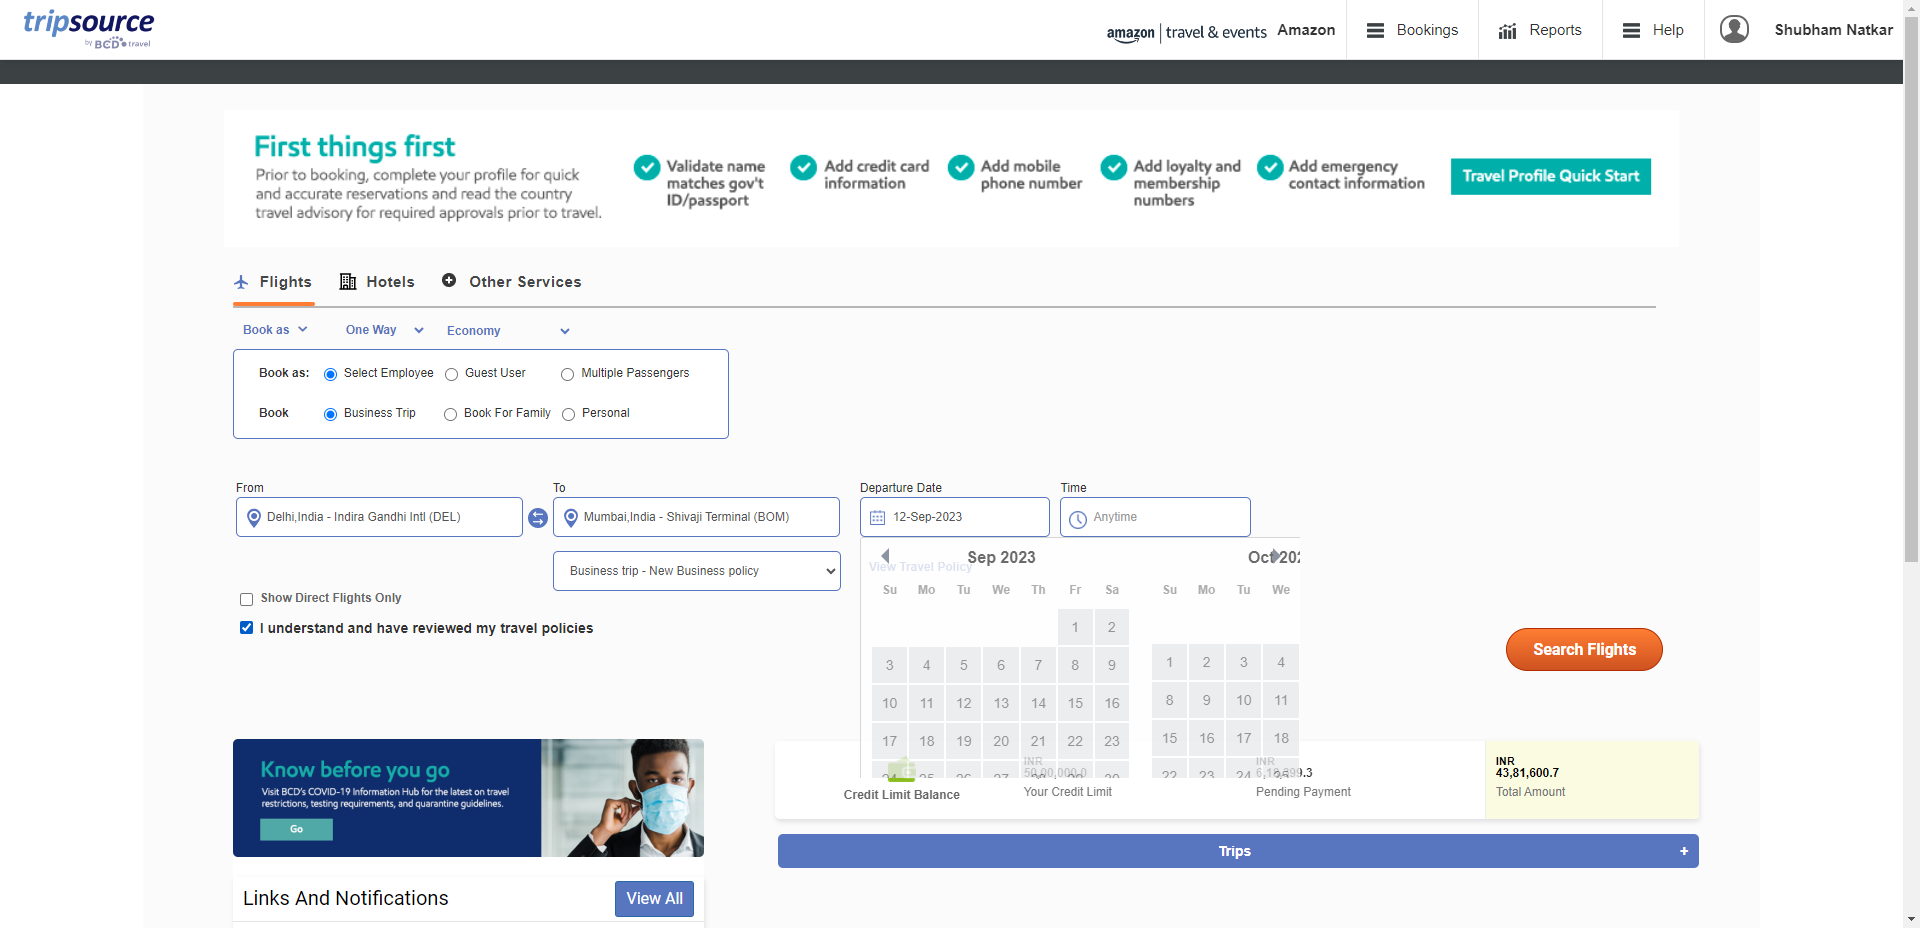 tripsource
by BCD travel
amazon | travel & events Amazon
Bookings
Reports
Help
Shubham Natkar
First things first
Prior to booking, complete your profile for quick
and accurate reservations and read the country
travel advisory for required approvals prior to travel.
Validate name
matches gov't
ID/passport
Add credit card
information
Add mobile
phone number
Add loyalty and
membership
numbers
Add emergency
contact information
Travel Profile Quick Start
Flights
Hotels
Other Services
Book as
One Way
Economy
Book as: Select Employee Guest User Multiple Passengers
Book Business Trip Book For Family Personal
From
Delhi,India - Indira Gandhi Intl (DEL)
To
Mumbai,India - Shivaji Terminal (BOM)
Departure Date
12-Sep-2023
Time
Anytime
Business trip - New Business policy
View Travel Policy
Show Direct Flights Only
I understand and have reviewed my travel policies
Sep 2023
Su Mo Tu We Th Fr Sa
1 2
3 4 5 6 7 8 9
10 11 12 13 14 15 16
17 18 19 20 21 22 23
24 25 26 27 28 29 30
Oct 202
Su Mo Tu We
1 2 3 4
8 9 10 11
15 16 17 18
22 23 24 25
Search Flights
Know before you go
Visit BCD's COVID-19 Information Hub for the latest on travel
restrictions, testing requirements, and quarantine guidelines.
Go
Credit Limit Balance
INR
50,00,000.0
Your Credit Limit
INR
Pending Payment
INR
43,81,600.7
Total Amount
Trips +
Links And Notifications
View All